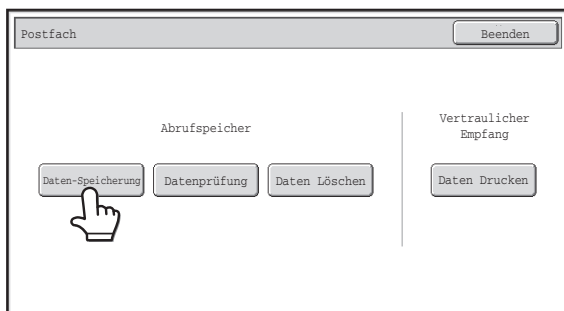 Postfach
Beenden
Abrufspeicher
Vertraulicher
Empfang
Daten-Speicherung
Datenprüfung
Daten Löschen
Daten Drucken